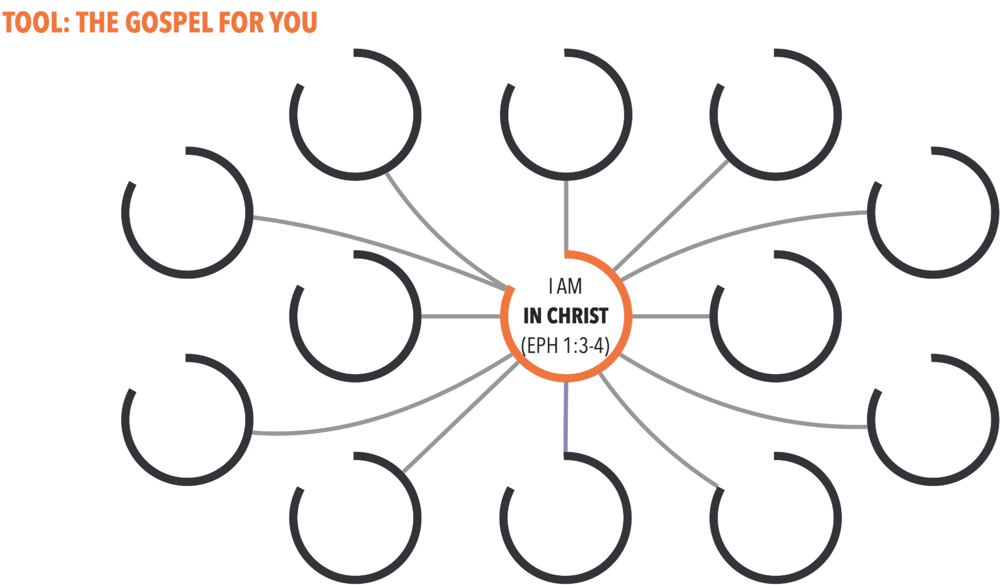 TOOL: THE GOSPEL FOR YOU
I AM
IN CHRIST
(EPH 1:3-4)